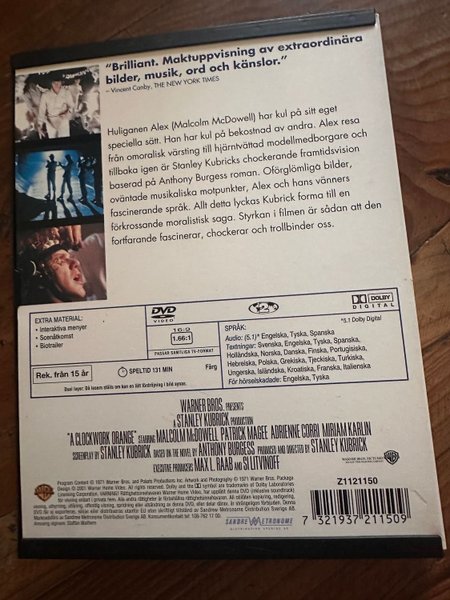 ”Brilliant. Maktuppvisning av extraordinära
bilder, musik, ord och känslor.”
– Vincent Canby, THE NEW YORK TIMES
Huliganen Alex (Malcolm McDowell) har kul på sitt eget
speciella sätt. Han har kul på bekostnad av andra. Alex resa
från omoralisk värsting till hjärntvättad modellmedborgare och
tillbaka igen är Stanley Kubricks chockerande framtidsvision
baserad på Anthony Burgess roman. Oförglömliga bilder,
oväntade musikaliska motpunkter, Alex och hans vänners
fascinerande språk. Allt detta lyckas Kubrick forma till en
förkrossande moralistisk saga. Styrkan i filmen är sådan att den
fortfarande fascinerar, chockerar och trollbinder oss.
EXTRA MATERIAL:
• Interaktiva menyer
• Scenåtkomst
• Biotrailer
DVD
VIDEO
2
DOLBY
DIGITAL
*5.1 Dolby Digital
16:9
1.66:1
PASSAR SAMTLIGA TV-FORMAT
SPRÅK:
Audio: (5.1)* Engelska, Tyska, Spanska
Textningar: Svenska, Engelska, Tyska, Spanska,
Holländska, Norska, Danska, Finska, Portugisiska,
Hebreiska, Polska, Grekiska, Tjeckiska, Turkiska,
Ungerska, Isländska, Kroatiska, Franska, Italienska
För hörselskadade: Engelska, Tyska
Rek. från 15 år
SPELTID 131 MIN
Färg
WARNER BROS. PRESENTS
A STANLEY KUBRICK PRODUCTION
"A CLOCKWORK ORANGE" STARRING MALCOLM McDOWELL PATRICK MAGEE ADRIENNE CORRI MIRIAM KARLIN
SCREENPLAY BY STANLEY KUBRICK BASED ON THE NOVEL BY ANTHONY BURGESS PRODUCED AND DIRECTED BY STANLEY KUBRICK
EXECUTIVE PRODUCERS MAX L. RAAB AND SI LITVINOFF
WARNER BROS. PICTURES
SANDREW METRONOME
DISTRIBUTION SVERIGE AB
Z1121150
7 321937 211509